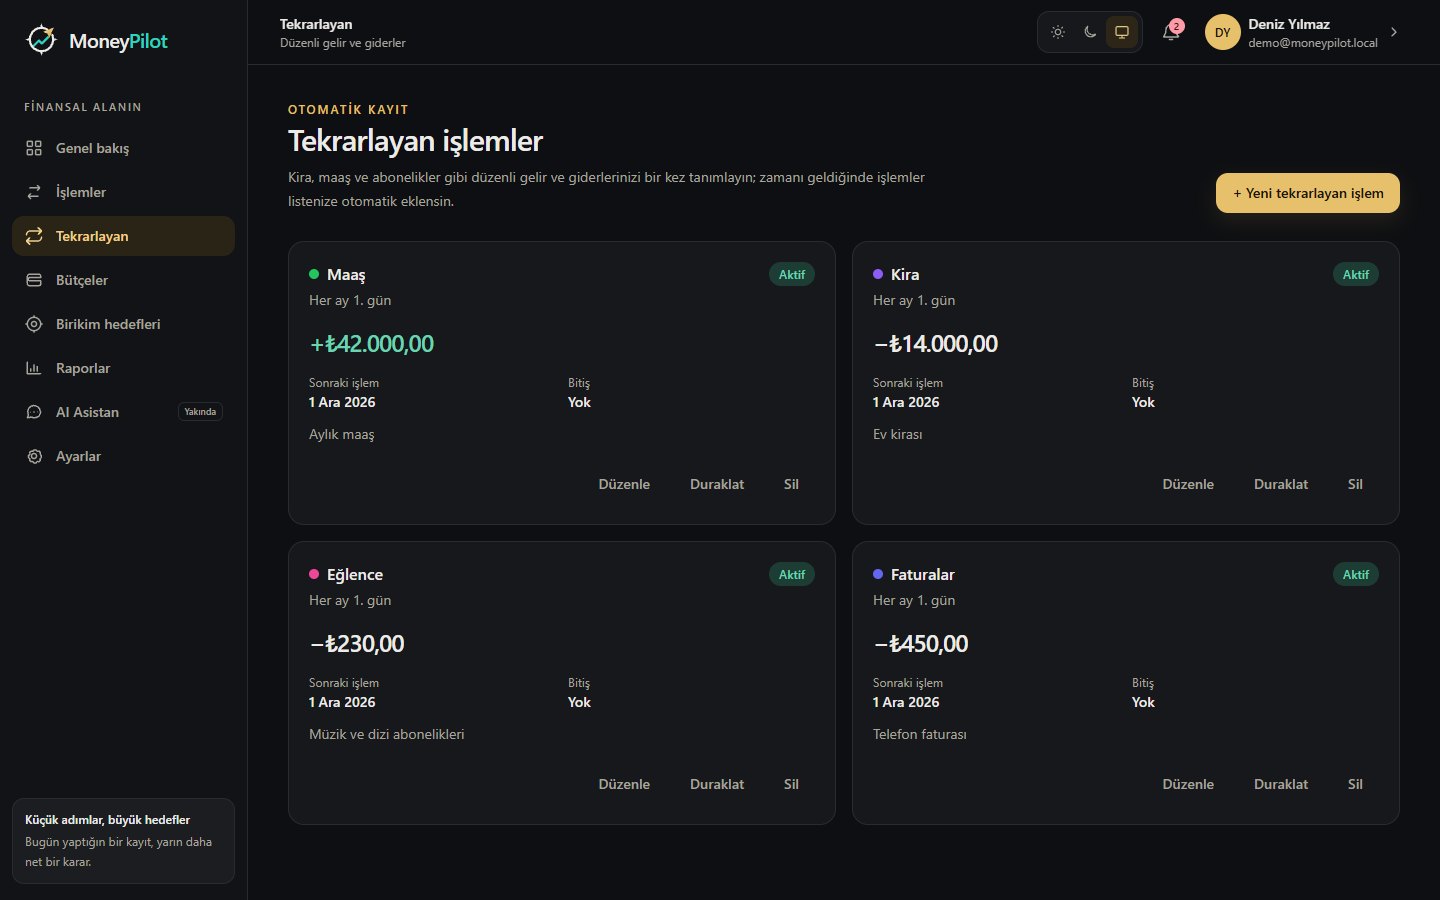 MoneyPilot
FİNANSAL ALANIN
Genel bakış
İşlemler
Tekrarlayan
Bütçeler
Birikim hedefleri
Raporlar
AI Asistan
Yakında
Ayarlar
Küçük adımlar, büyük hedefler
Bugün yaptığın bir kayıt, yarın daha
net bir karar.
Tekrarlayan
Düzenli gelir ve giderler
2
DY
Deniz Yılmaz
demo@moneypilot.local
OTOMATİK KAYIT
Tekrarlayan işlemler
Kira, maaş ve abonelikler gibi düzenli gelir ve giderlerinizi bir kez tanımlayın; zamanı geldiğinde işlemler
listenize otomatik eklensin.
+ Yeni tekrarlayan işlem
Maaş
Aktif
Her ay 1. gün
+₺42.000,00
Sonraki işlem
Bitiş
1 Ara 2026
Yok
Aylık maaş
Düzenle
Duraklat
Sil
Kira
Aktif
Her ay 1. gün
−₺14.000,00
Sonraki işlem
Bitiş
1 Ara 2026
Yok
Ev kirası
Düzenle
Duraklat
Sil
Eğlence
Aktif
Her ay 1. gün
−₺230,00
Sonraki işlem
Bitiş
1 Ara 2026
Yok
Müzik ve dizi abonelikleri
Düzenle
Duraklat
Sil
Faturalar
Aktif
Her ay 1. gün
−₺450,00
Sonraki işlem
Bitiş
1 Ara 2026
Yok
Telefon faturası
Düzenle
Duraklat
Sil